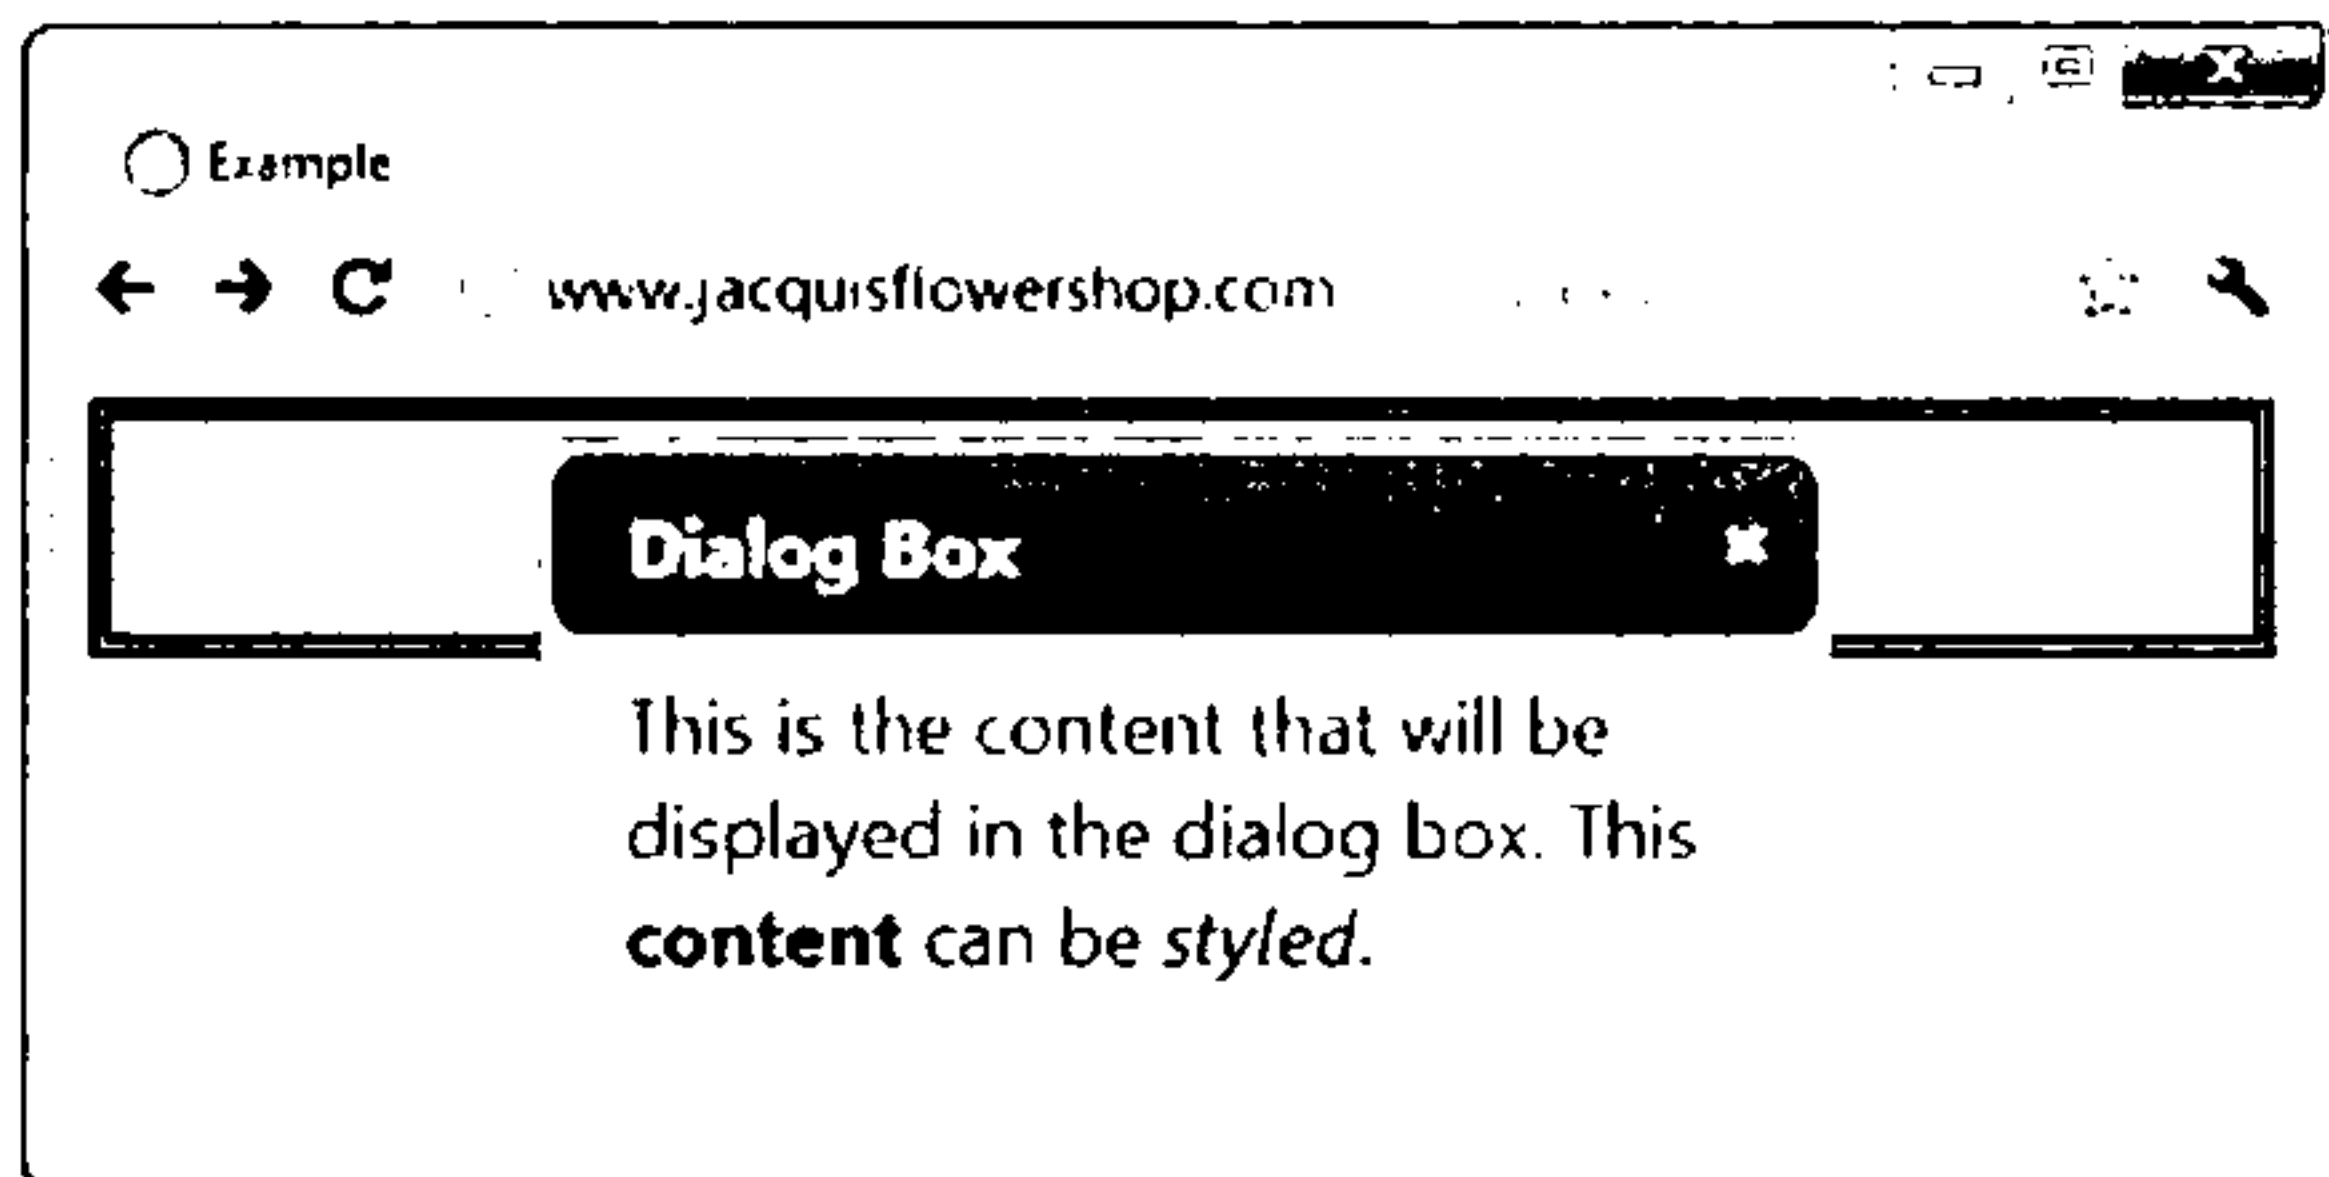 Example
www.jacquisflowershop.com
Dialog Box
This is the content that will be
displayed in the dialog box. This
content can be styled.